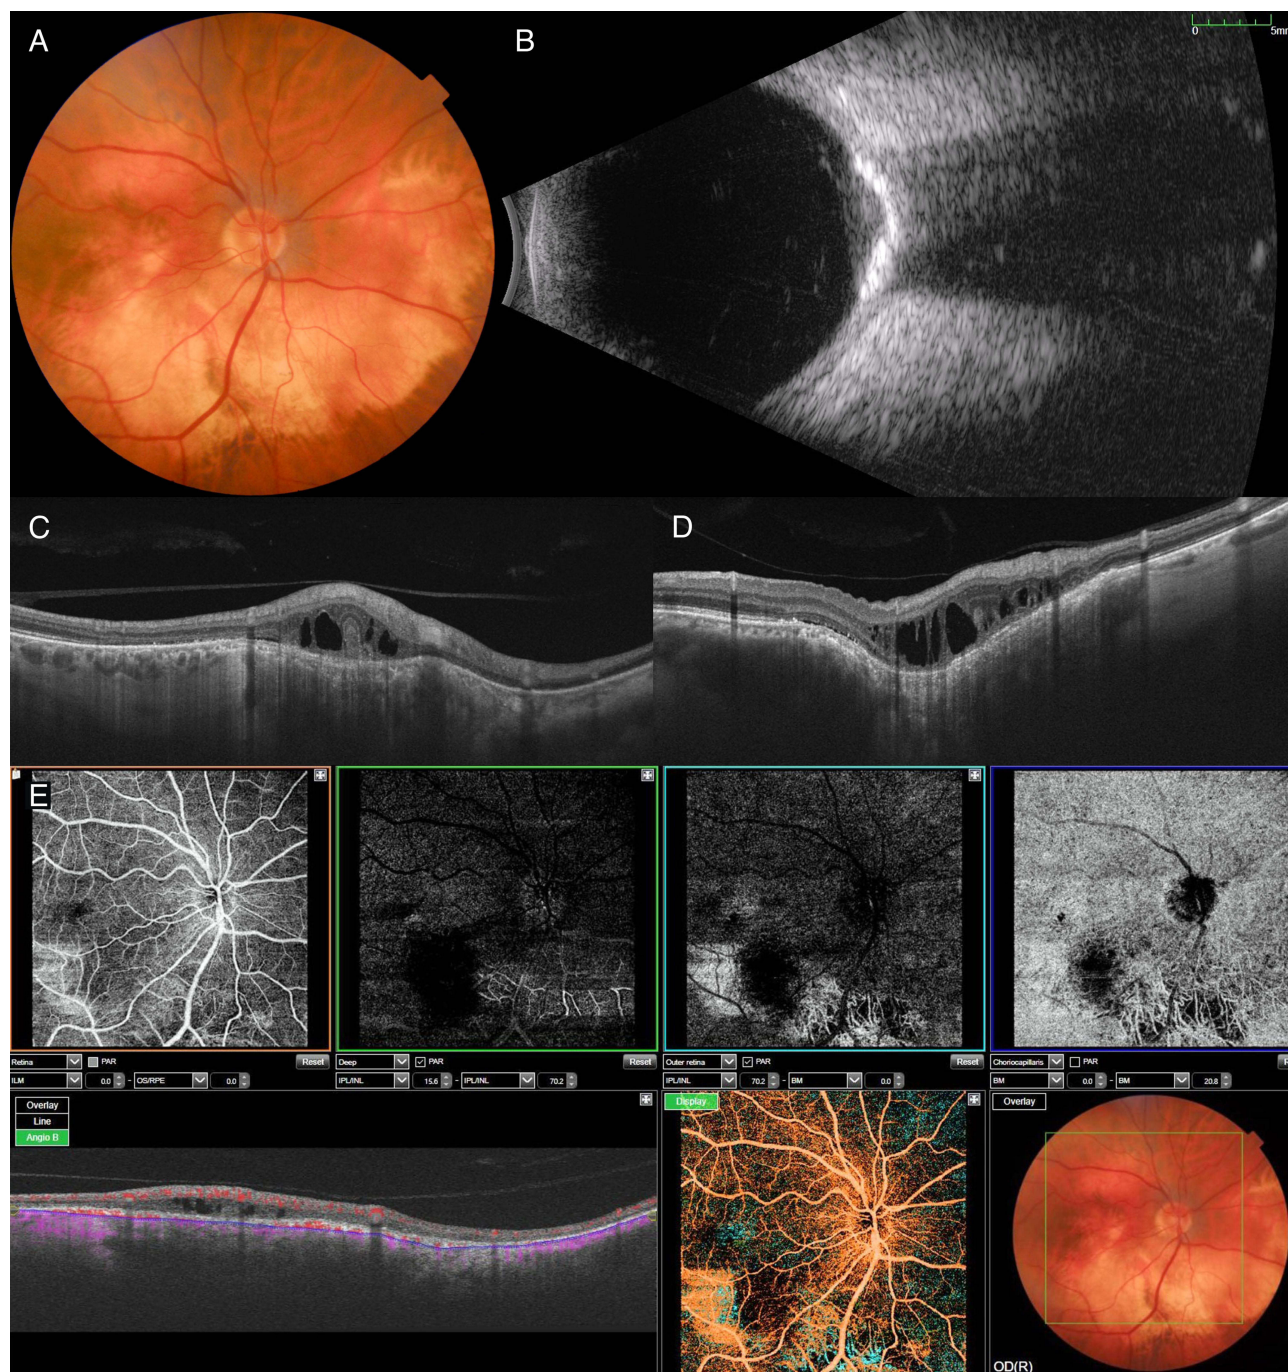 A
B
0 5mm
C
D
E
Retina PAR Reset
ILM 0.0 - OS/RPE 0.0
Deep PAR Reset
IPL/INL 15.6 - IPL/INL 70.2
Outer retina PAR Reset
IPL/INL 70.2 - BM 0.0
Choriocapillaris PAR R
BM 0.0 - BM 20.8
Overlay
Line
Angio B
Display
Overlay
OD(R)